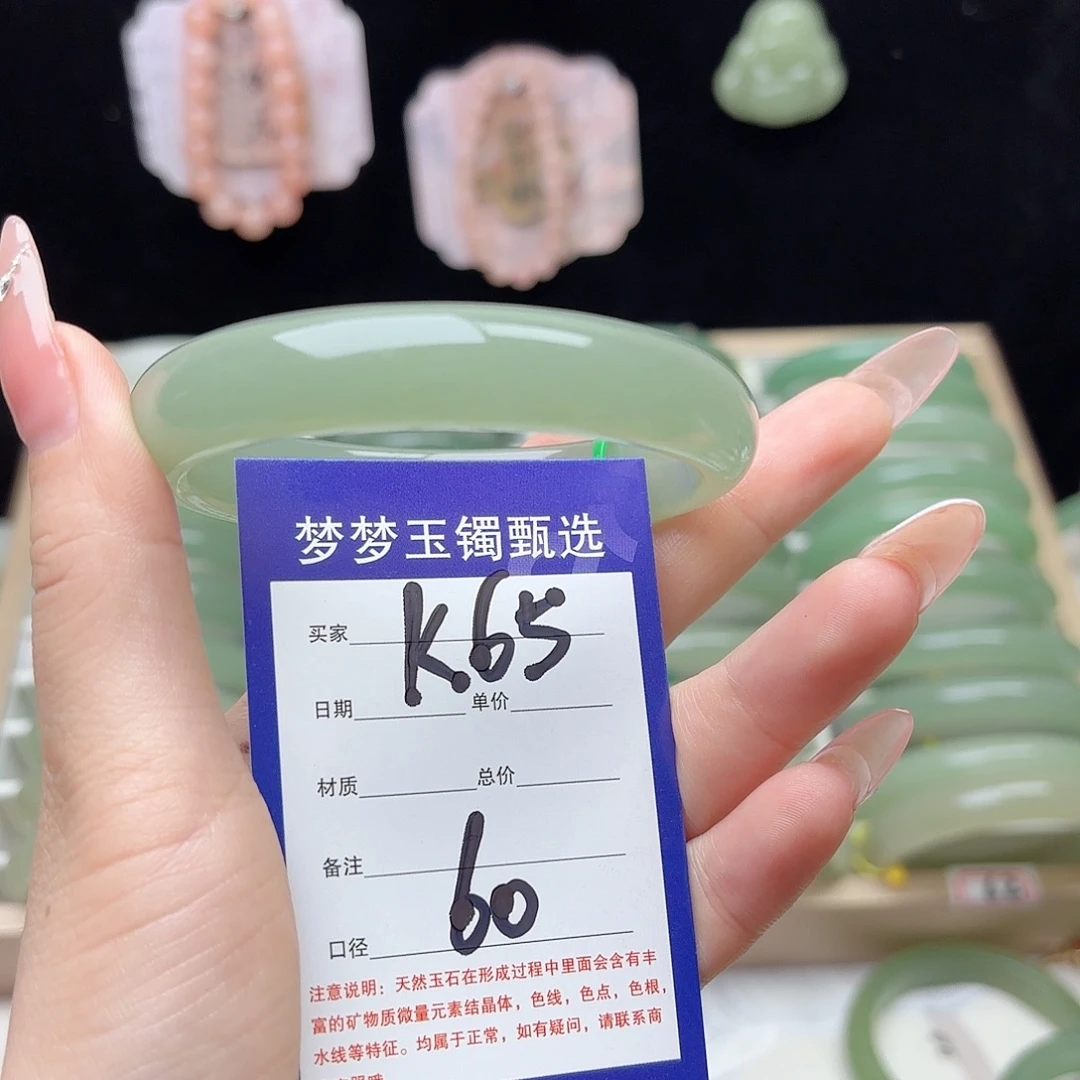 梦梦玉镯甄选
买家 K65
日期 单价
材质 总价
备注
口径 60
注意说明：天然玉石在形成过程中里面会含有丰
富的矿物质微量元素结晶体，色线，色点，色根，
水线等特征。均属于正常，如有疑问，请联系商